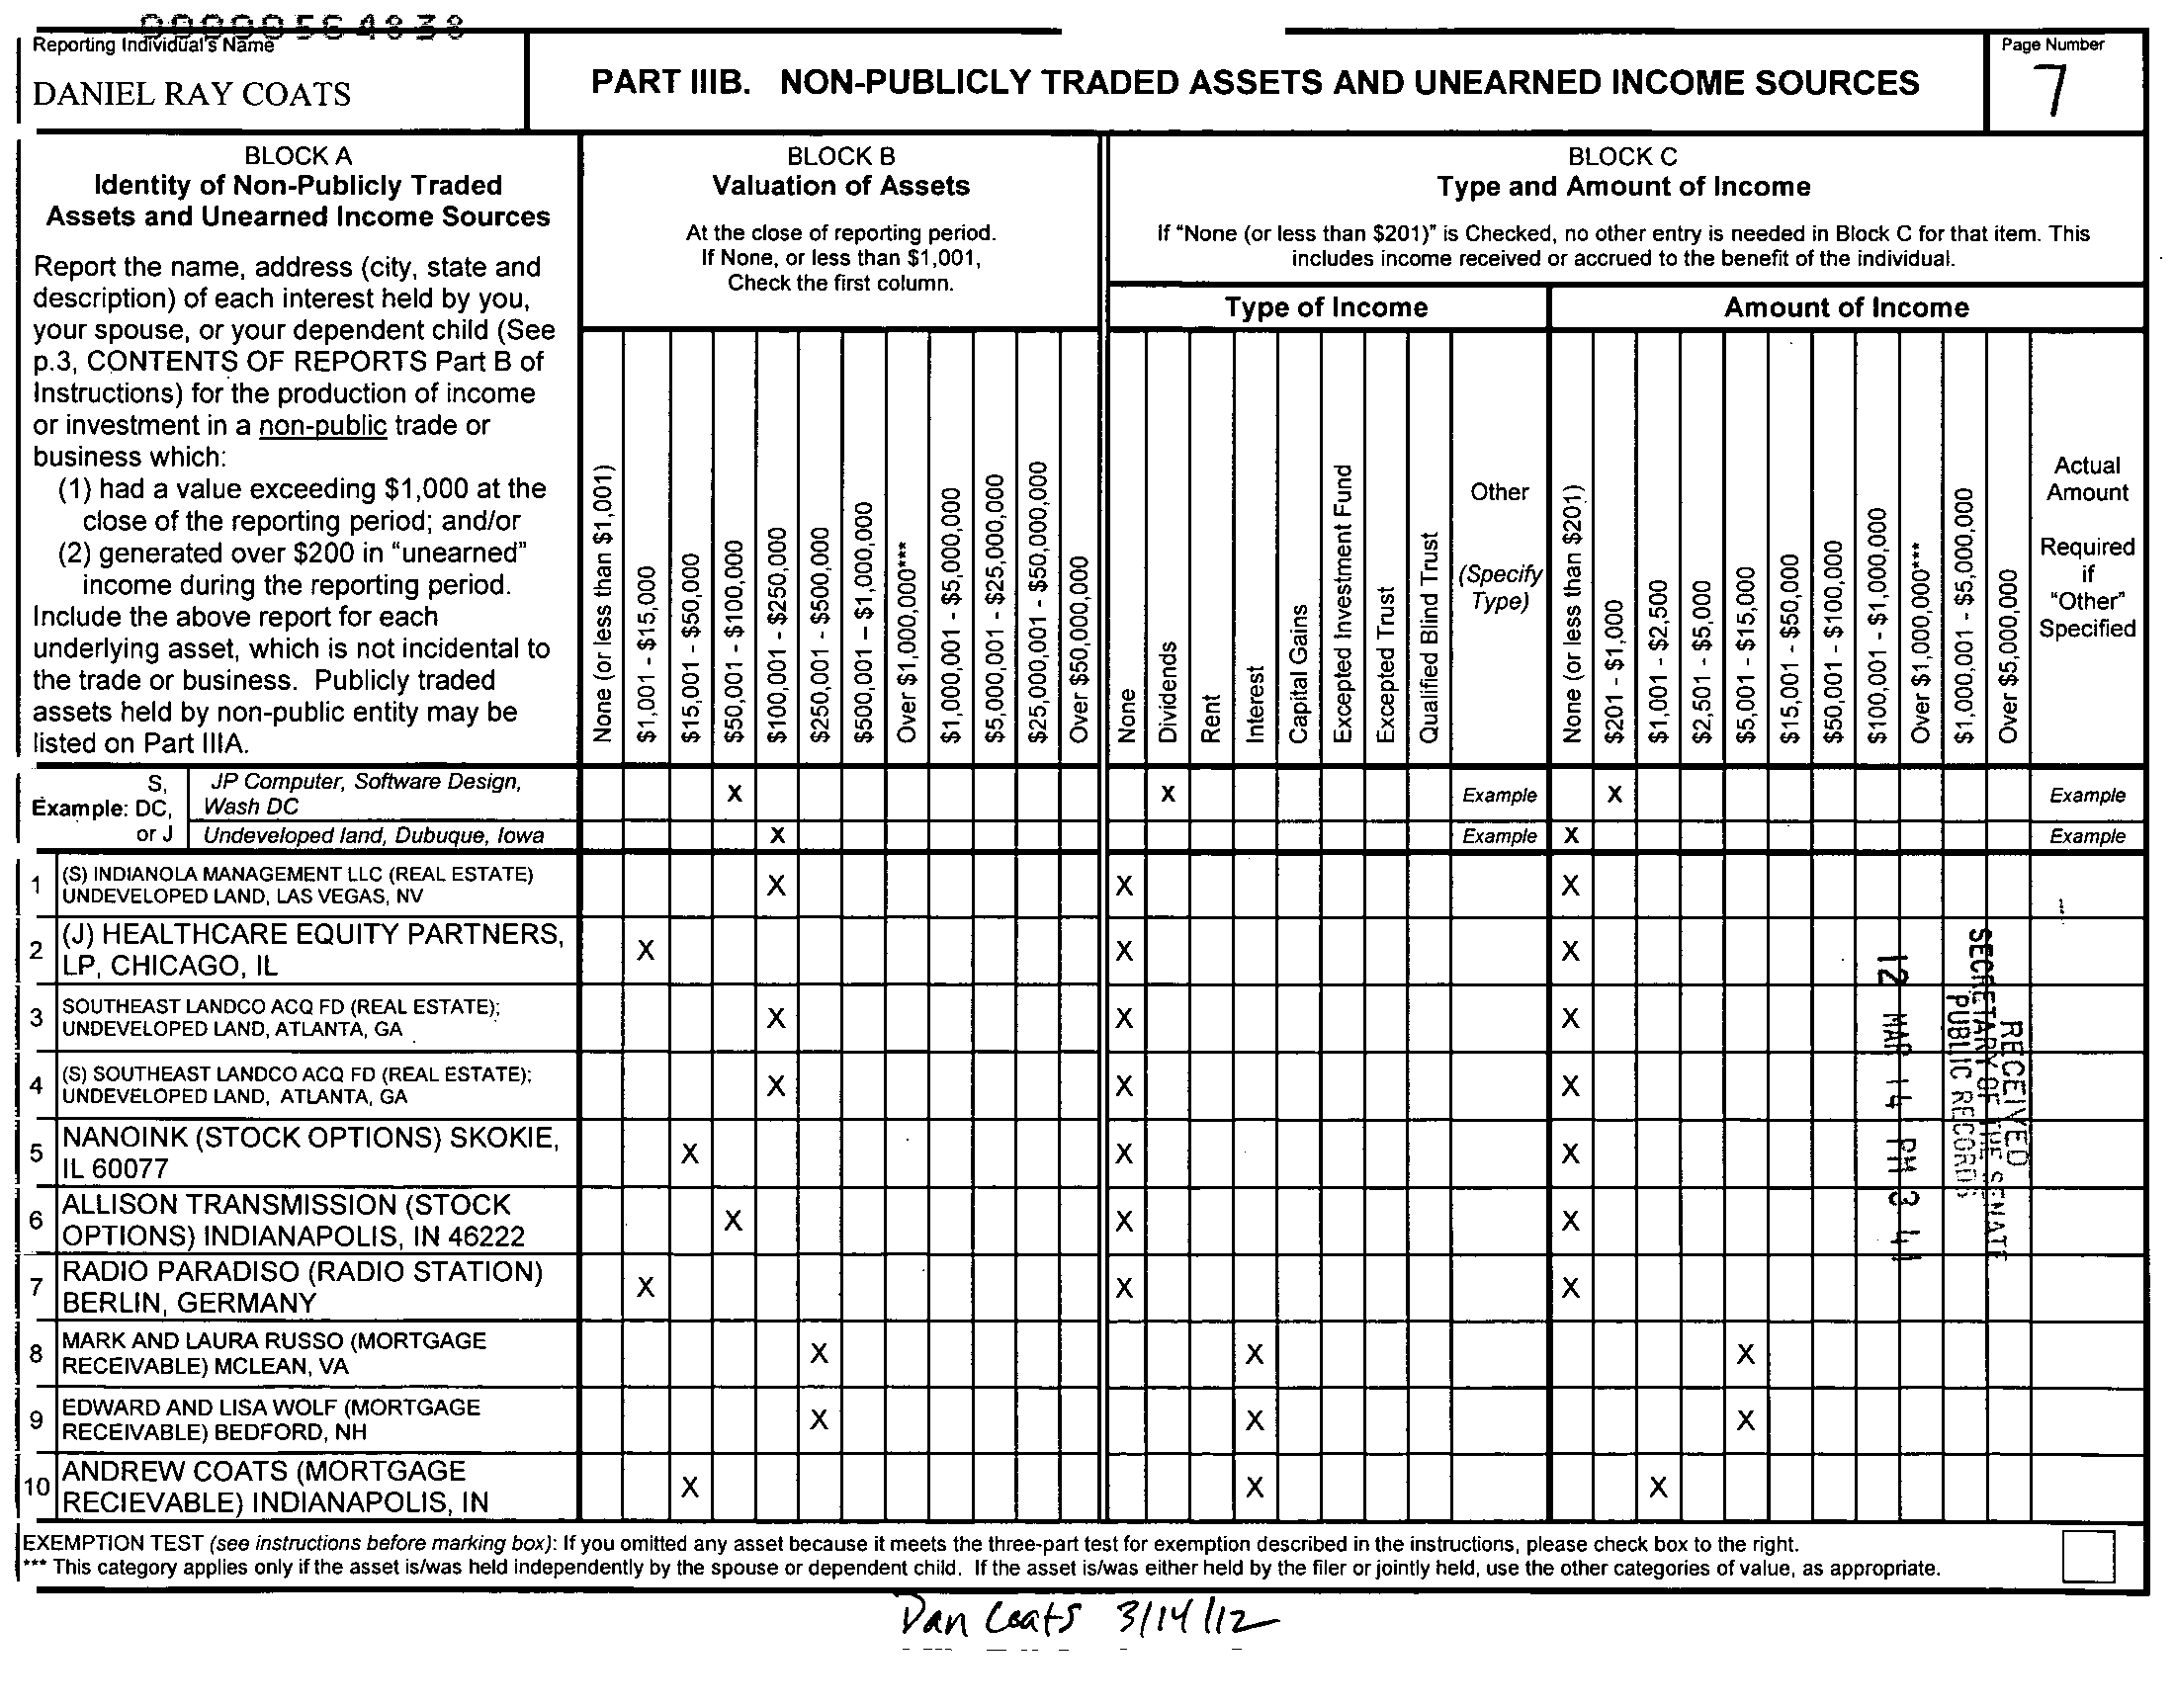 00000564838
Reporting Individual's Name
DANIEL RAY COATS
PART IIIB. NON-PUBLICLY TRADED ASSETS AND UNEARNED INCOME SOURCES
Page Number
7
BLOCK A
Identity of Non-Publicly Traded
Assets and Unearned Income Sources
Report the name, address (city, state and
description) of each interest held by you,
your spouse, or your dependent child (See
p.3, CONTENTS OF REPORTS Part B of
Instructions) for the production of income
or investment in a non-public trade or
business which:
(1) had a value exceeding $1,000 at the
close of the reporting period; and/or
(2) generated over $200 in "unearned"
income during the reporting period.
Include the above report for each
underlying asset, which is not incidental to
the trade or business. Publicly traded
assets held by non-public entity may be
listed on Part IIIA.
BLOCK B
Valuation of Assets
At the close of reporting period.
If None, or less than $1,001,
Check the first column.
None (or less than $1,001)
$1,001 - $15,000
$15,001 - $50,000
$50,001 - $100,000
$100,001 - $250,000
$250,001 - $500,000
$500,001 – $1,000,000
Over $1,000,000***
$1,000,001 - $5,000,000
$5,000,001 - $25,000,000
$25,000,001 - $50,000,000
Over $50,000,000
BLOCK C
Type and Amount of Income
If "None (or less than $201)" is Checked, no other entry is needed in Block C for that item. This
includes income received or accrued to the benefit of the individual.
Type of Income
None
Dividends
Rent
Interest
Capital Gains
Excepted Investment Fund
Excepted Trust
Qualified Blind Trust
Other
(Specify
Type)
Amount of Income
None (or less than $201)
$201 - $1,000
$1,001 - $2,500
$2,501 - $5,000
$5,001 - $15,000
$15,001 - $50,000
$50,001 - $100,000
$100,001 - $1,000,000
Over $1,000,000***
$1,000,001 - $5,000,000
Over $5,000,000
Actual
Amount
Required
if
"Other"
Specified
Example: S, DC, or J
JP Computer, Software Design,
Wash DC X X Example X Example
Undeveloped land, Dubuque, Iowa X Example X Example
1 (S) INDIANOLA MANAGEMENT LLC (REAL ESTATE)
UNDEVELOPED LAND, LAS VEGAS, NV X X X
2 (J) HEALTHCARE EQUITY PARTNERS,
LP, CHICAGO, IL X X X
3 SOUTHEAST LANDCO ACQ FD (REAL ESTATE);
UNDEVELOPED LAND, ATLANTA, GA X X X
4 (S) SOUTHEAST LANDCO ACQ FD (REAL ESTATE);
UNDEVELOPED LAND, ATLANTA, GA X X X
5 NANOINK (STOCK OPTIONS) SKOKIE,
IL 60077 X X X
6 ALLISON TRANSMISSION (STOCK
OPTIONS) INDIANAPOLIS, IN 46222 X X X
7 RADIO PARADISO (RADIO STATION)
BERLIN, GERMANY X X X
8 MARK AND LAURA RUSSO (MORTGAGE
RECEIVABLE) MCLEAN, VA X X X
9 EDWARD AND LISA WOLF (MORTGAGE
RECEIVABLE) BEDFORD, NH X X X
10 ANDREW COATS (MORTGAGE
RECIEVABLE) INDIANAPOLIS, IN X X X
RECEIVED
SECRETARY OF THE SENATE
PUBLIC RECORDS
12 MAR 14 PM 3 41
EXEMPTION TEST (see instructions before marking box): If you omitted any asset because it meets the three-part test for exemption described in the instructions, please check box to the right.
*** This category applies only if the asset is/was held independently by the spouse or dependent child. If the asset is/was either held by the filer or jointly held, use the other categories of value, as appropriate.
Dan Coats 3/14/12